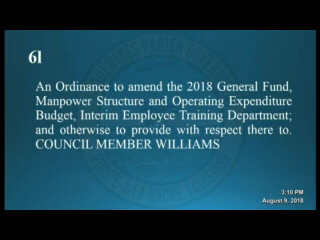 6l
An Ordinance to amend the 2018 General Fund,
Manpower Structure and Operating Expenditure
Budget, Interim Employee Training Department;
and otherwise to provide with respect there to.
COUNCIL MEMBER WILLIAMS
3:10 PM
August 9, 2018